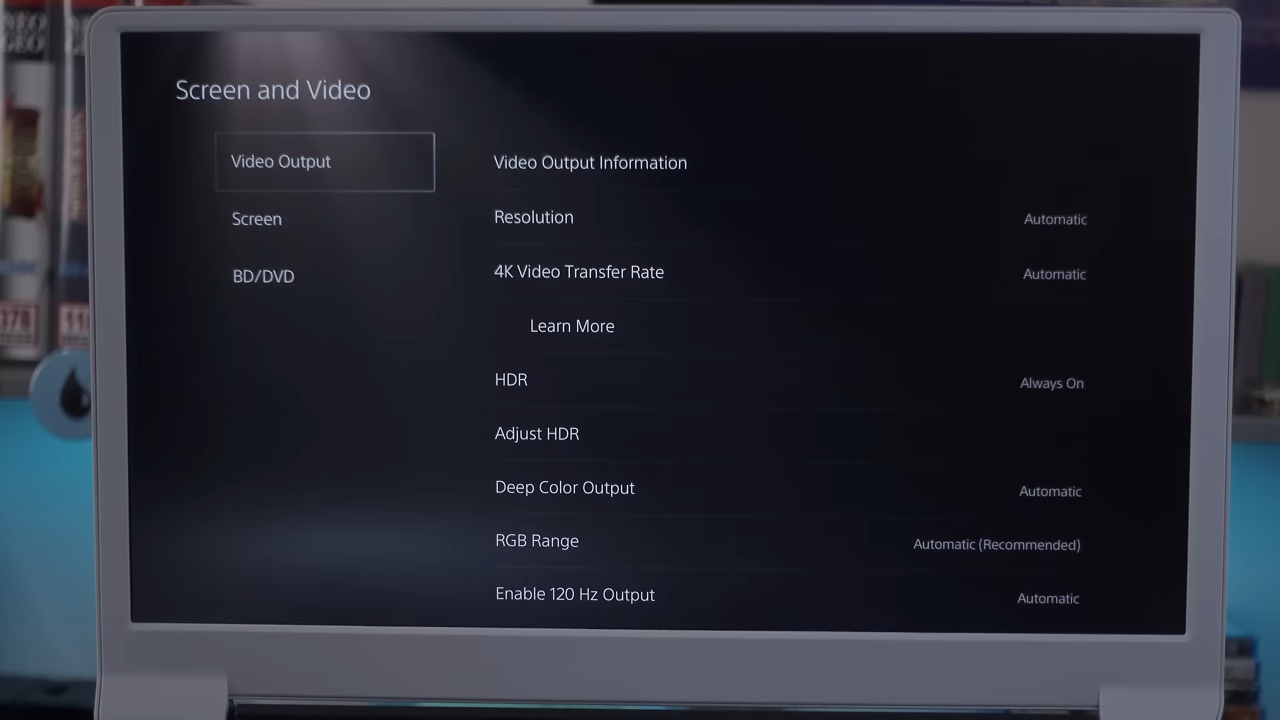 NEO
GEO
Screen and Video
Video Output
Screen
BD/DVD
Video Output Information
Resolution Automatic
4K Video Transfer Rate Automatic
Learn More
HDR Always On
Adjust HDR
Deep Color Output Automatic
RGB Range Automatic (Recommended)
Enable 120 Hz Output Automatic